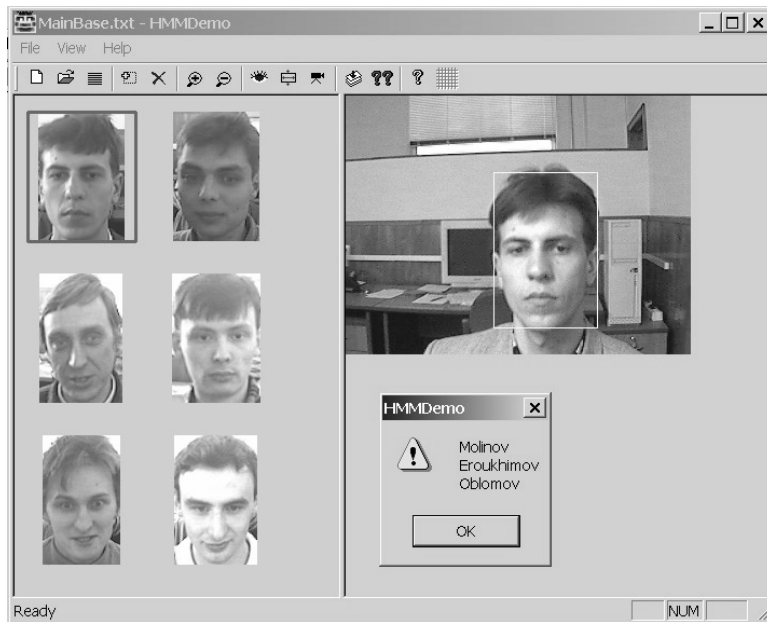 MainBase.txt - HMMDemo
File View Help
HMMDemo
Molinov
Eroukhimov
Oblomov
OK
Ready
NUM